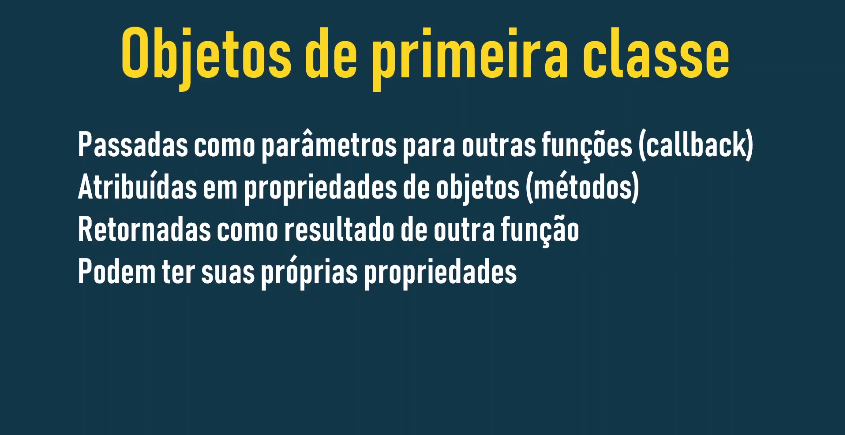 Objetos de primeira classe
Passadas como parâmetros para outras funções (callback)
Atribuídas em propriedades de objetos (métodos)
Retornadas como resultado de outra função
Podem ter suas próprias propriedades